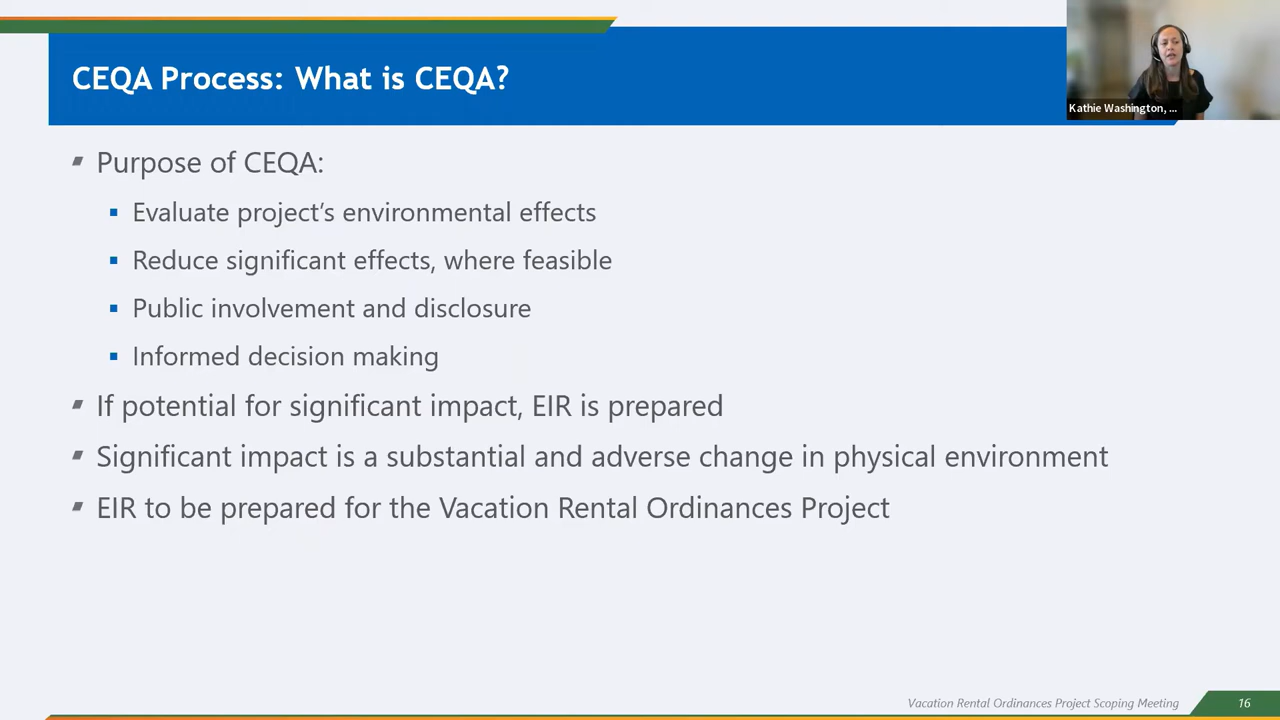 CEQA Process: What is CEQA?
Kathie Washington, ...
Purpose of CEQA:
Evaluate project's environmental effects
Reduce significant effects, where feasible
Public involvement and disclosure
Informed decision making
If potential for significant impact, EIR is prepared
Significant impact is a substantial and adverse change in physical environment
EIR to be prepared for the Vacation Rental Ordinances Project
Vacation Rental Ordinances Project Scoping Meeting
16